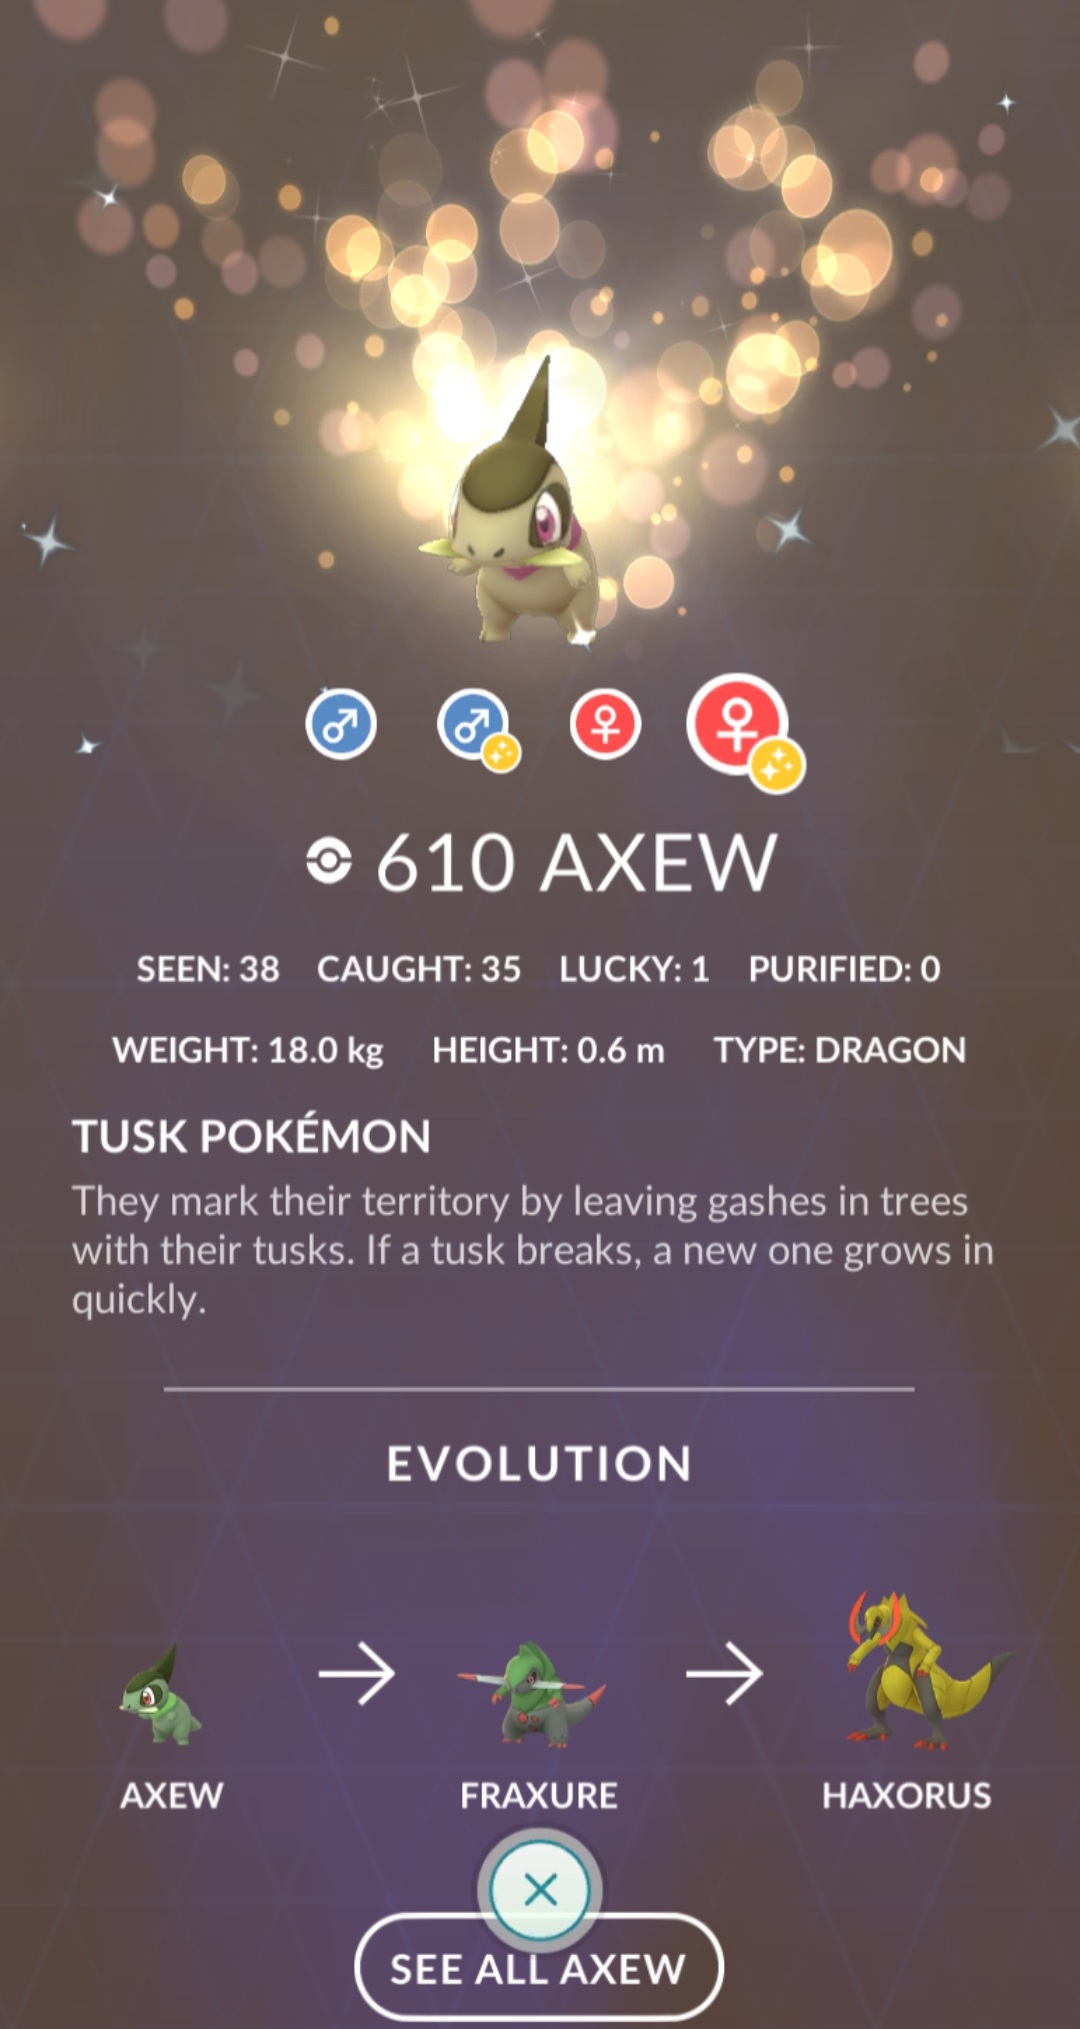 610 AXEW
SEEN: 38 CAUGHT: 35 LUCKY: 1 PURIFIED: 0
WEIGHT: 18.0 kg HEIGHT: 0.6 m TYPE: DRAGON
TUSK POKÉMON
They mark their territory by leaving gashes in trees
with their tusks. If a tusk breaks, a new one grows in
quickly.
EVOLUTION
AXEW FRAXURE HAXORUS
SEE ALL AXEW